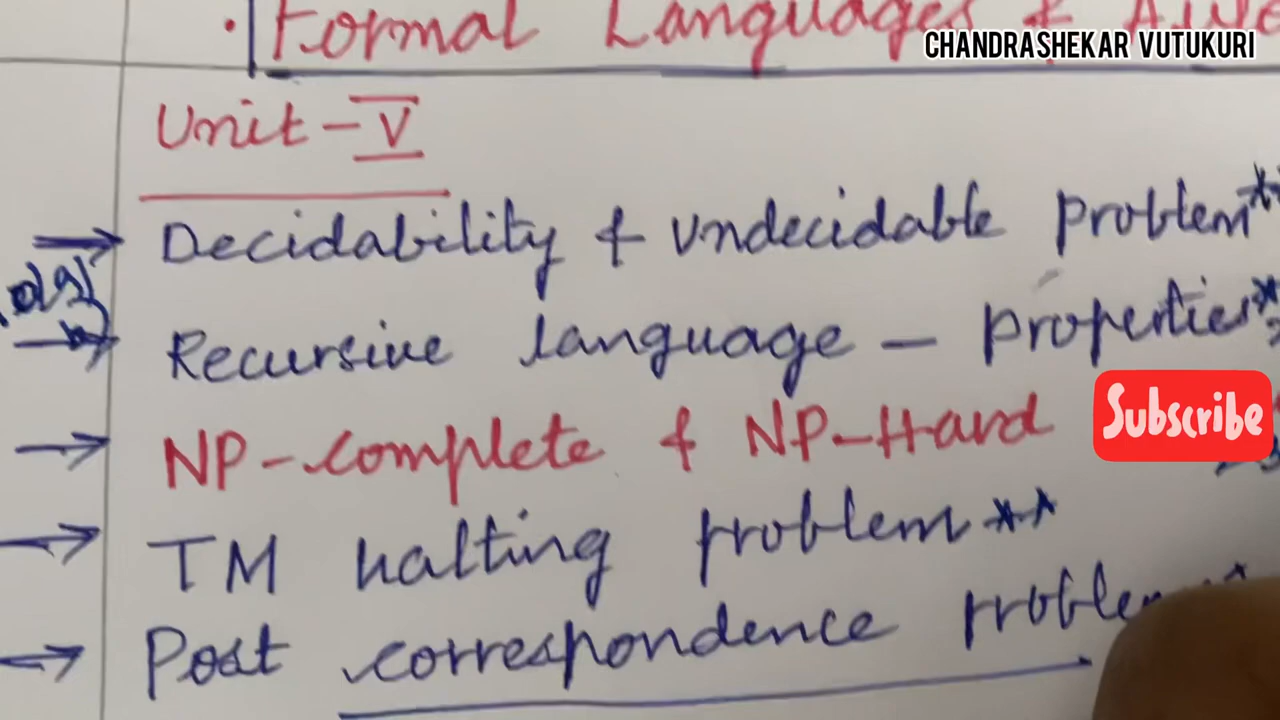 • Formal Languages &
CHANDRASHEKAR VUTUKURI
Unit - V
Decidability & undecidable problem**
Recursive language - properties*
NP-complete & NP-Hard
Subscribe
TM halting problem **
Post correspondence problem